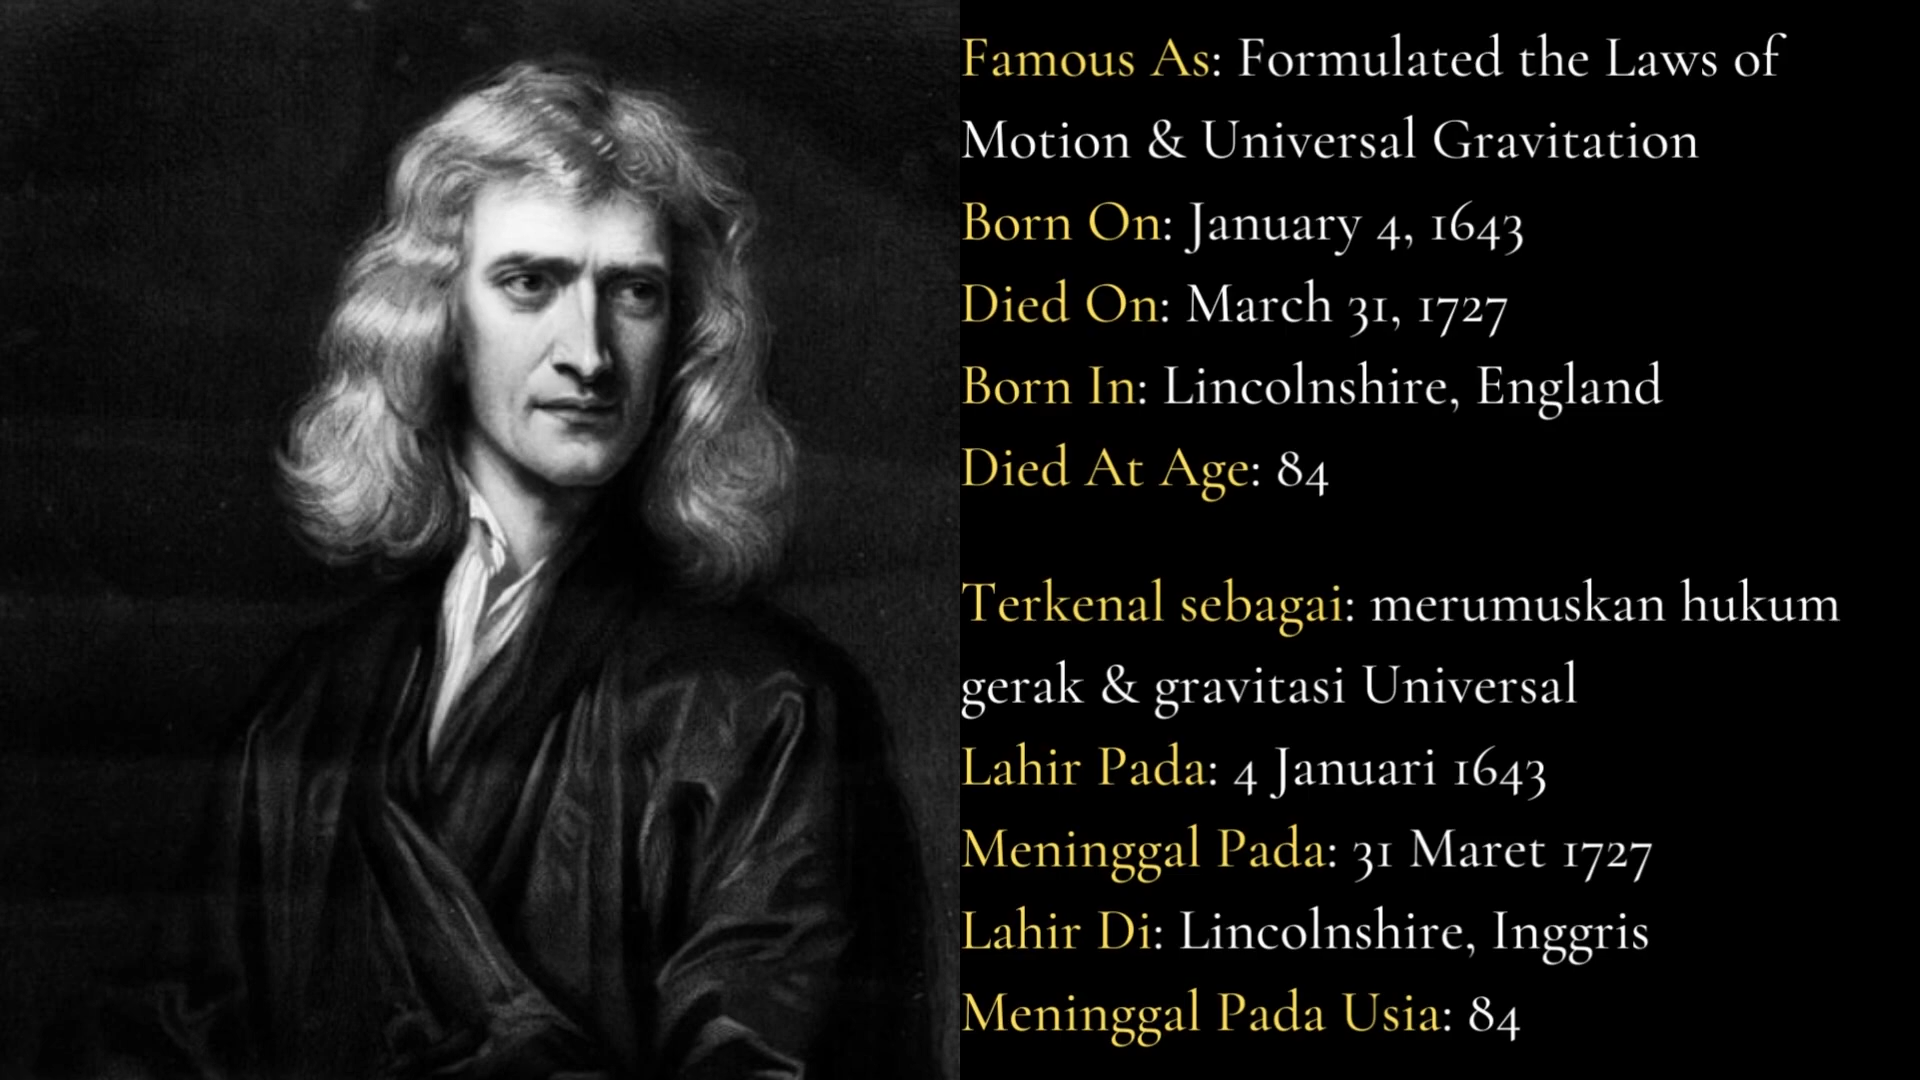 Famous As: Formulated the Laws of
Motion & Universal Gravitation
Born On: January 4, 1643
Died On: March 31, 1727
Born In: Lincolnshire, England
Died At Age: 84
Terkenal sebagai: merumuskan hukum
gerak & gravitasi Universal
Lahir Pada: 4 Januari 1643
Meninggal Pada: 31 Maret 1727
Lahir Di: Lincolnshire, Inggris
Meninggal Pada Usia: 84